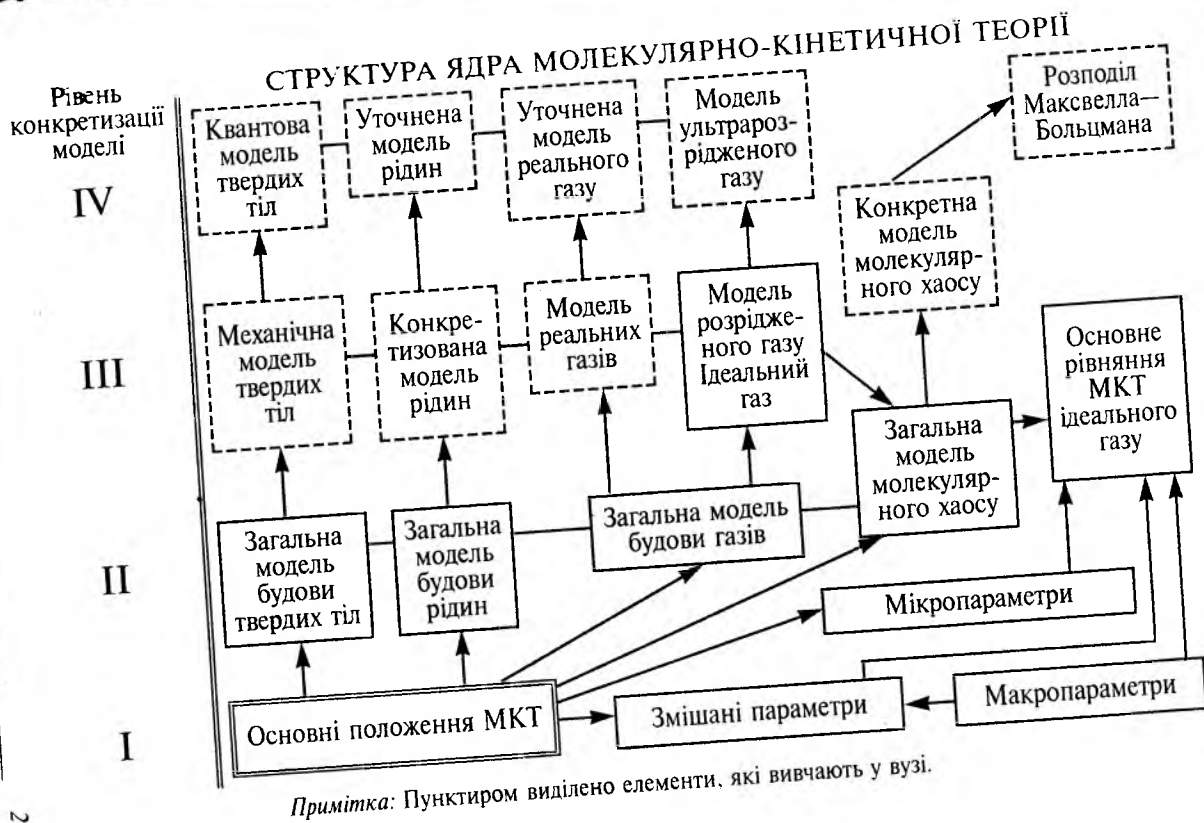 СТРУКТУРА ЯДРА МОЛЕКУЛЯРНО-КІНЕТИЧНОЇ ТЕОРІЇ
Рівень
конкретизації
моделі
IV
Квантова
модель
твердих
тіл
Уточнена
модель
рідин
Уточнена
модель
реального
газу
Модель
ультрароз-
рідженого
газу
Розподіл
Максвелла—
Больцмана
Конкретна
модель
молекуляр-
ного хаосу
III
Механічна
модель
твердих
тіл
Конкре-
тизована
модель
рідин
Модель
реальних
газів
Модель
розрідже-
ного газу
Ідеальний
газ
Основне
рівняння
МКТ
ідеального
газу
Загальна
модель
молекуляр-
ного хаосу
II
Загальна
модель
будови
твердих тіл
Загальна
модель
будови
рідин
Загальна модель
будови газів
Мікропараметри
I
Основні положення МКТ
Змішані параметри
Макропараметри
Примітка: Пунктиром виділено елементи, які вивчають у вузі.
2